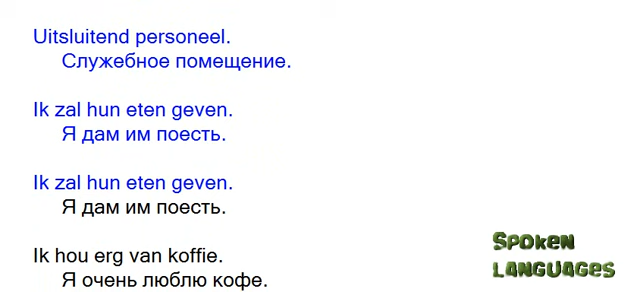 Uitsluitend personeel.
Служебное помещение.
Ik zal hun eten geven.
Я дам им поесть.
Ik zal hun eten geven.
Я дам им поесть.
Ik hou erg van koffie.
Я очень люблю кофе.
Spoken
Languages